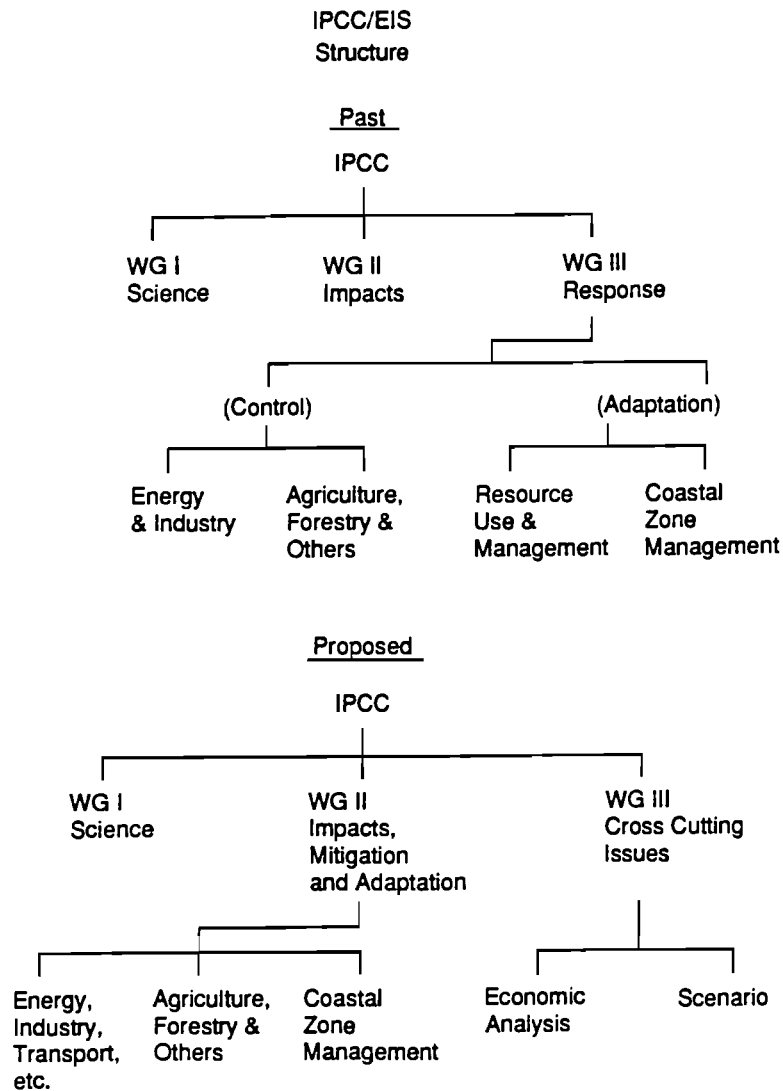 IPCC/EIS
Structure
Past
IPCC
WG I
Science
WG II
Impacts
WG III
Response
(Control)
(Adaptation)
Energy
& Industry
Agriculture,
Forestry &
Others
Resource
Use &
Management
Coastal
Zone
Management
Proposed
IPCC
WG I
Science
WG II
Impacts,
Mitigation
and Adaptation
WG III
Cross Cutting
Issues
Energy,
Industry,
Transport,
etc.
Agriculture,
Forestry &
Others
Coastal
Zone
Management
Economic
Analysis
Scenario